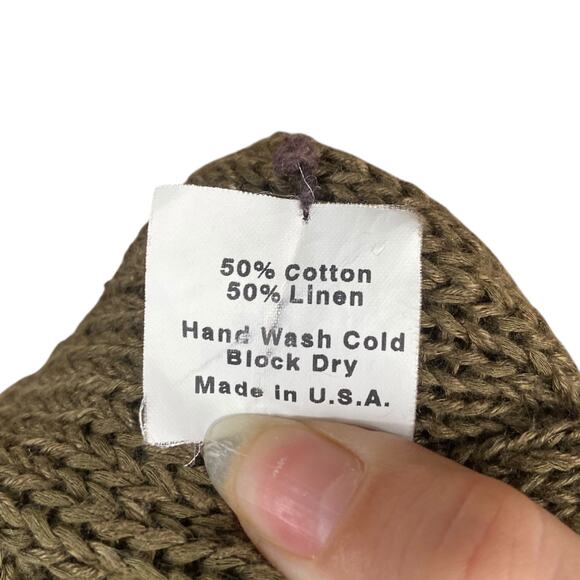 50% Cotton
50% Linen
Hand Wash Cold
Block Dry
Made in U.S.A.